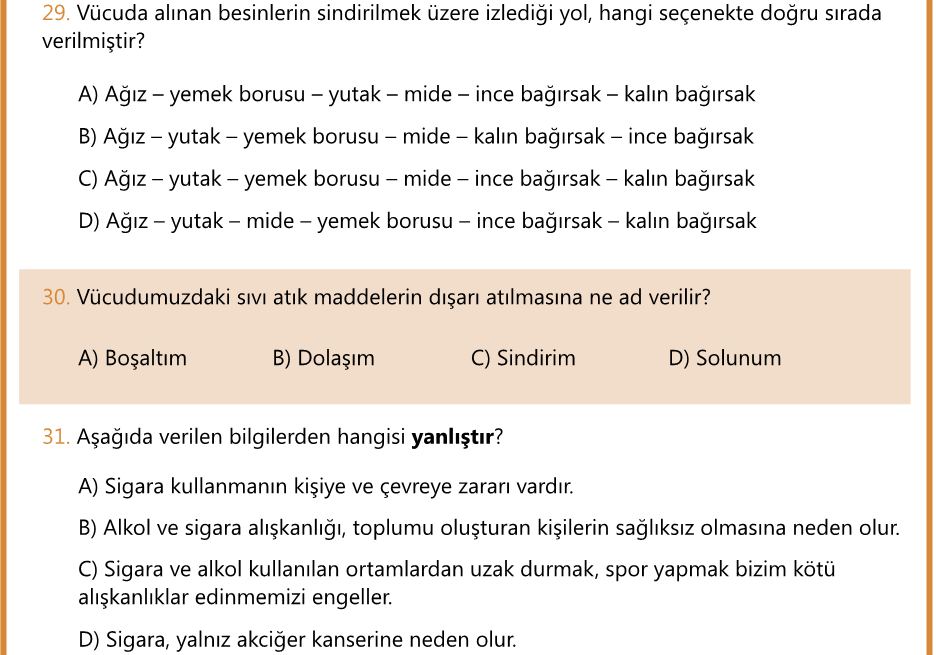 29. Vücuda alınan besinlerin sindirilmek üzere izlediği yol, hangi seçenekte doğru sırada
verilmiştir?
A) Ağız – yemek borusu – yutak – mide – ince bağırsak – kalın bağırsak
B) Ağız – yutak – yemek borusu – mide – kalın bağırsak – ince bağırsak
C) Ağız – yutak – yemek borusu – mide – ince bağırsak – kalın bağırsak
D) Ağız – yutak – mide – yemek borusu – ince bağırsak – kalın bağırsak
30. Vücudumuzdaki sıvı atık maddelerin dışarı atılmasına ne ad verilir?
A) Boşaltım B) Dolaşım C) Sindirim D) Solunum
31. Aşağıda verilen bilgilerden hangisi yanlıştır?
A) Sigara kullanmanın kişiye ve çevreye zararı vardır.
B) Alkol ve sigara alışkanlığı, toplumu oluşturan kişilerin sağlıksız olmasına neden olur.
C) Sigara ve alkol kullanılan ortamlardan uzak durmak, spor yapmak bizim kötü
alışkanlıklar edinmemizi engeller.
D) Sigara, yalnız akciğer kanserine neden olur.